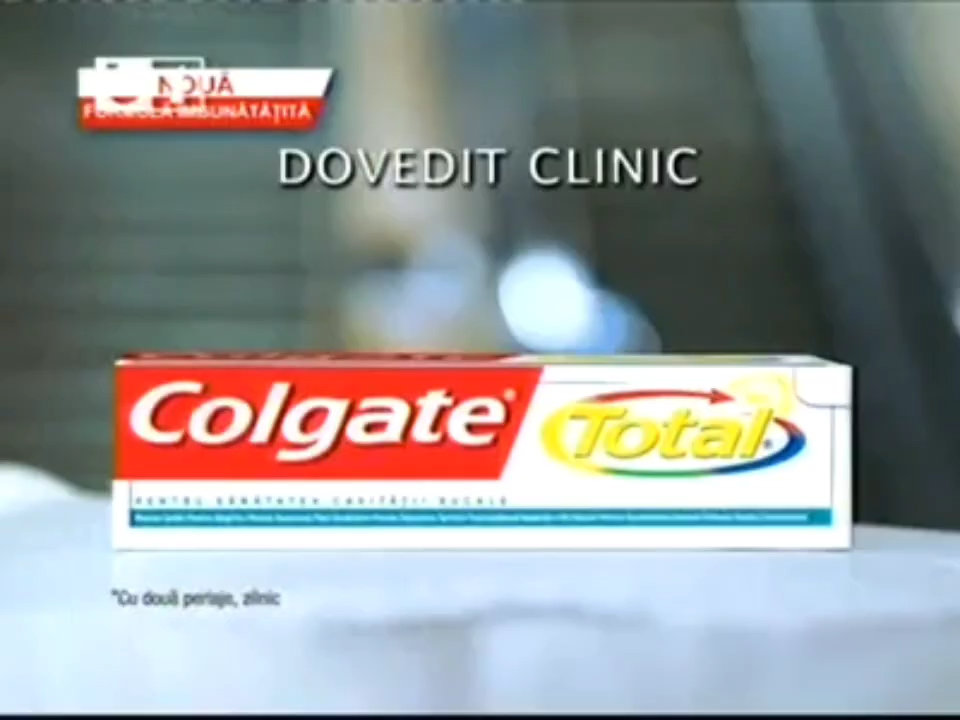 NOUĂ
FORMULA ÎMBUNĂTĂȚITĂ
DOVEDIT CLINIC
Colgate®
Total®
PENTRU SĂNĂTATEA CAVITĂȚII BUCALE
*Cu două periaje, zilnic